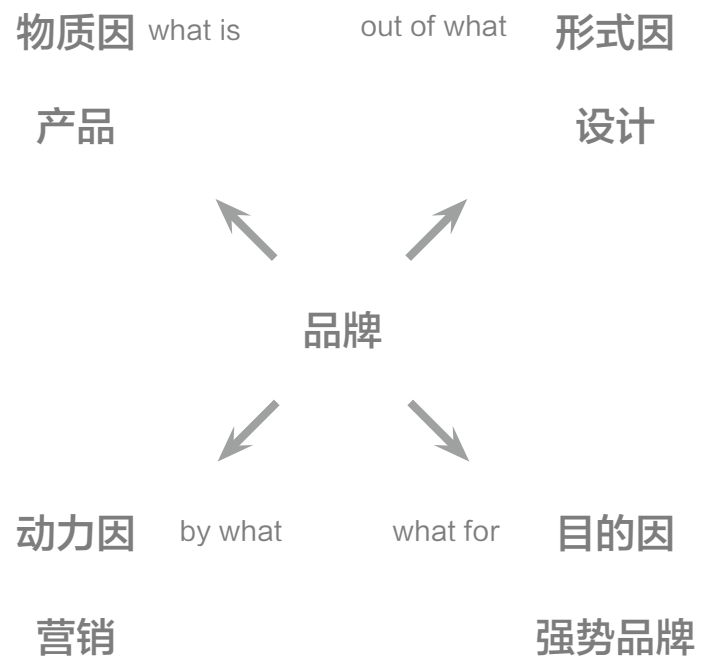 物质因 what is out of what 形式因
产品 设计
品牌
动力因 by what what for 目的因
营销 强势品牌